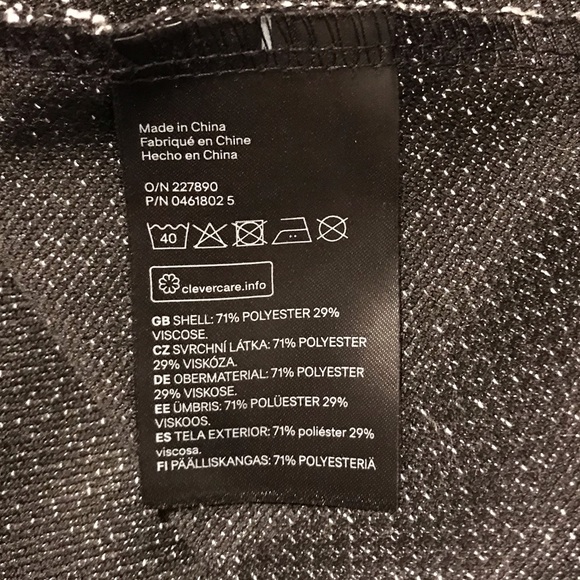 Made in China
Fabriqué en Chine
Hecho en China
O/N 227890
P/N 0461802 5
40
clevercare.info
GB SHELL: 71% POLYESTER 29%
VISCOSE.
CZ SVRCHNÍ LÁTKA: 71% POLYESTER
29% VISKÓZA.
DE OBERMATERIAL: 71% POLYESTER
29% VISKOSE.
EE ÜMBRIS: 71% POLÜESTER 29%
VISKOOS.
ES TELA EXTERIOR: 71% poliéster 29%
viscosa.
FI PÄÄLLISKANGAS: 71% POLYESTERIÄ